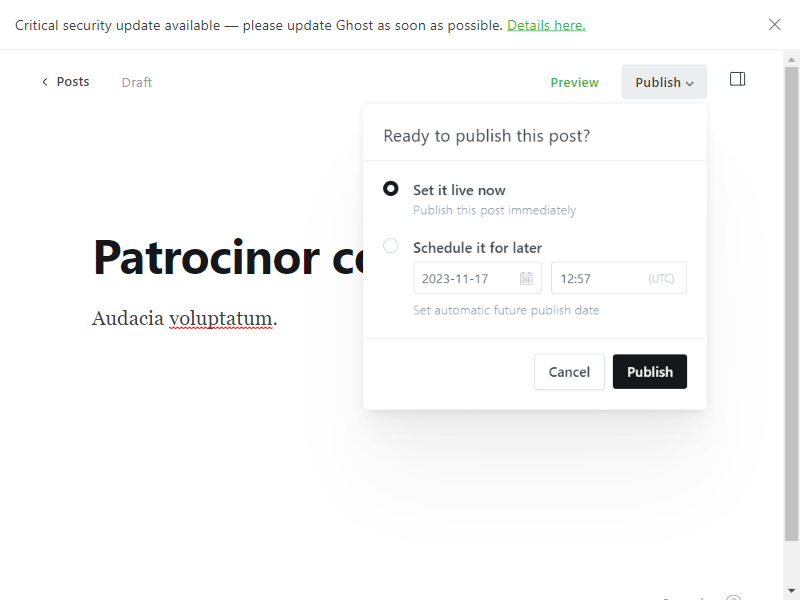 Critical security update available — please update Ghost as soon as possible. Details here.
Posts
Draft
Preview
Publish
Ready to publish this post?
Set it live now
Publish this post immediately
Schedule it for later
2023-11-17
12:57
(UTC)
Set automatic future publish date
Cancel
Publish
Patrocinor
Audacia voluptatum.